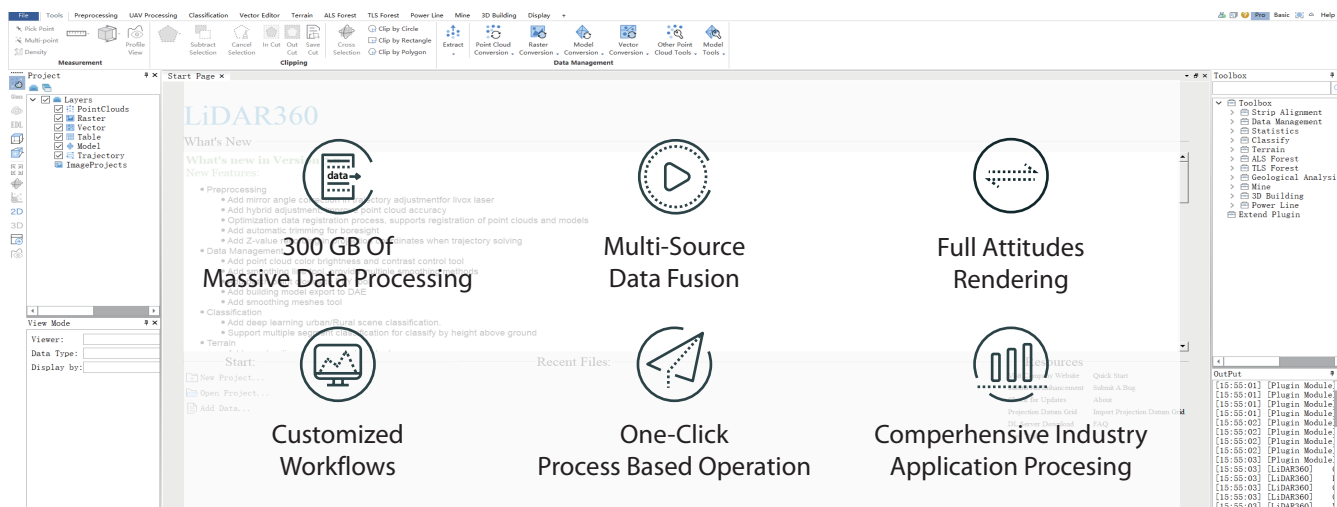 File Tools Preprocessing UAV Processing Classification Vector Editor Terrain ALS Forest TLS Forest Power Line Mine 3D Building Display +
Pro Basic Help
Pick Point
Multi-point
Density
Profile View
Measurement
Subtract Selection
Cancel Selection
In Cut
Out Cut
Save Cut
Cross Selection
Clip by Circle
Clip by Rectangle
Clip by Polygon
Clipping
Extract
Point Cloud Conversion
Raster Conversion
Model Conversion
Vector Conversion
Other Point Cloud Tools
Model Tools
Data Management
Project
Layers
PointClouds
Raster
Vector
Table
Model
Trajectory
ImageProjects
EDL
2D
3D
View Mode
Viewer:
Data Type:
Display by:
Start Page ×
LiDAR360
What's New
What's new in Version
New Features:
Preprocessing
Add mirror angle correction in trajectory adjustmentfor livox laser
Add hybrid adjustment, improve point cloud accuracy
Optimization data registration process, supports registration of point clouds and models
Add automatic trimming for boresight
Data Management
Add point cloud color brightness and contrast control tool
Add building model export to DAE
Add smoothing meshes tool
Classification
Add deep learning urban/Rural scene classification.
Support multiple segment classification for classify by height above ground
Terrain
data
300 GB Of
Massive Data Processing
Multi-Source
Data Fusion
Full Attitudes
Rendering
Start:
New Project...
Open Project...
Add Data...
Recent Files:
Resources
Quick Start
Submit A Bug
About
Projection Datum Grid
Import Projection Datum Grid
FAQ
Customized
Workflows
One-Click
Process Based Operation
Comperhensive Industry
Application Procesing
Toolbox
Toolbox
Strip Alignment
Data Management
Statistics
Classify
Terrain
ALS Forest
TLS Forest
Geological Analysi
Mine
3D Building
Power Line
Extend Plugin
OutPut
[15:55:01] [Plugin Module]
[15:55:01] [Plugin Module]
[15:55:01] [Plugin Module]
[15:55:01] [Plugin Module]
[15:55:02] [Plugin Module]
[15:55:02] [Plugin Module]
[15:55:02] [Plugin Module]
[15:55:02] [Plugin Module]
[15:55:03] [Plugin Module]
[15:55:03] [LiDAR360]
[15:55:03] [LiDAR360]
[15:55:03] [LiDAR360]
[15:55:03] [LiDAR360]